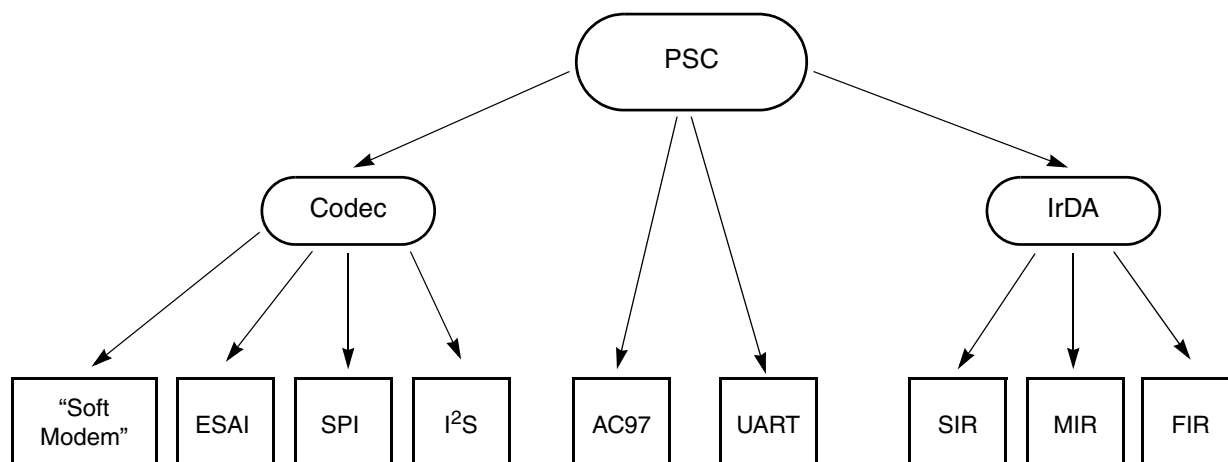 PSC
Codec
IrDA
“Soft
Modem”
ESAI
SPI
I²S
AC97
UART
SIR
MIR
FIR